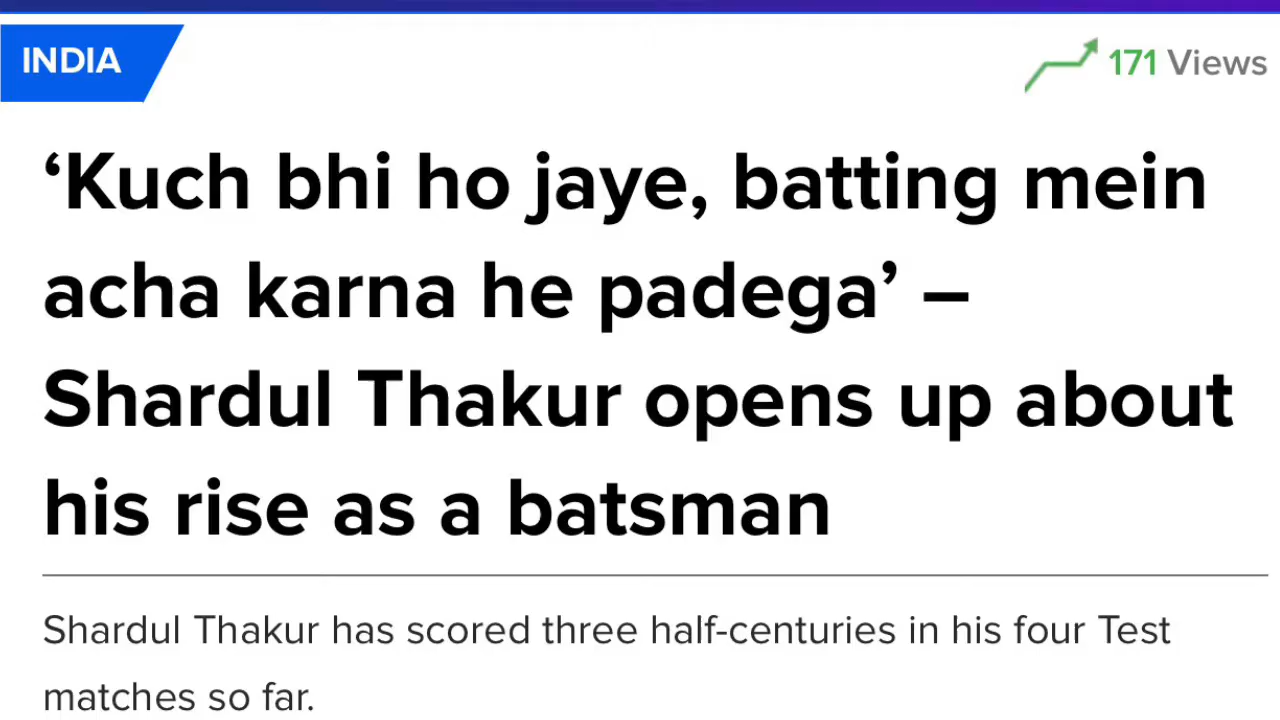 INDIA
171 Views
‘Kuch bhi ho jaye, batting mein
acha karna he padega’ –
Shardul Thakur opens up about
his rise as a batsman
Shardul Thakur has scored three half-centuries in his four Test
matches so far.